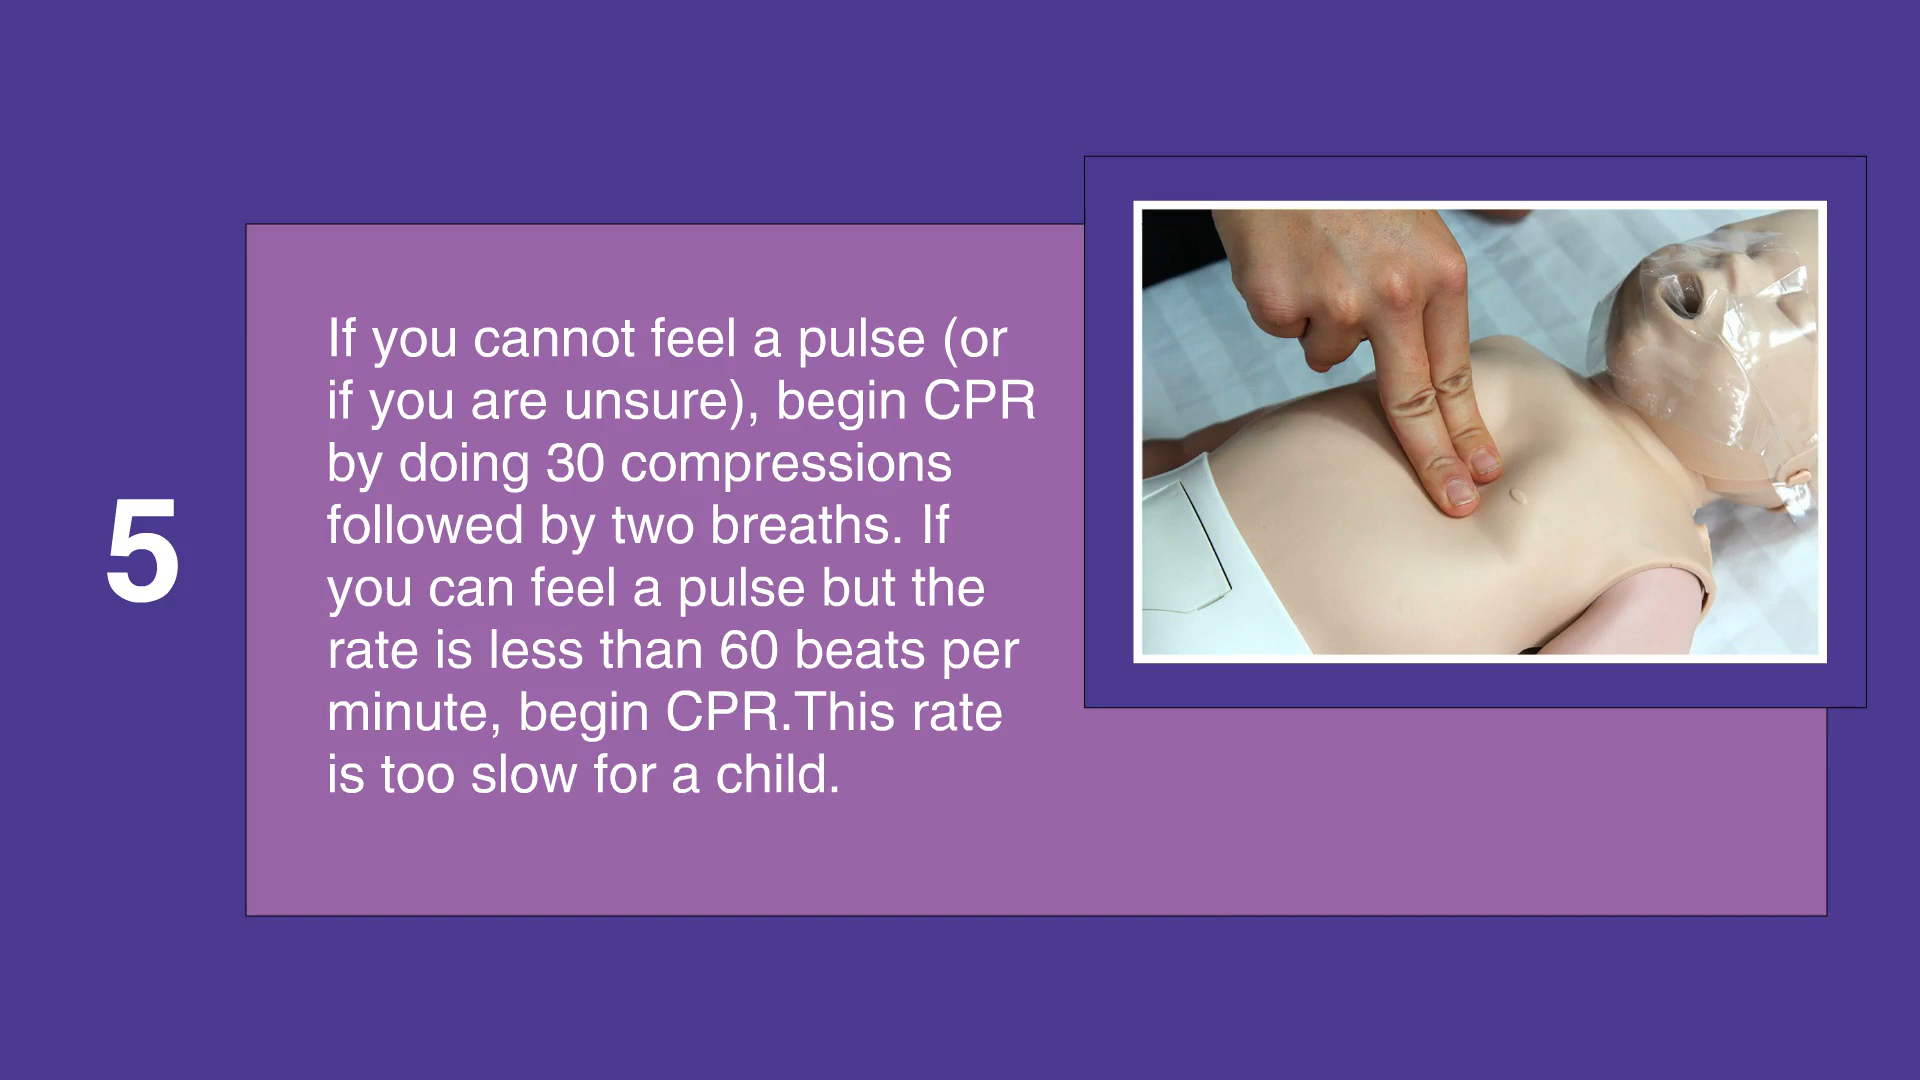 5
If you cannot feel a pulse (or
if you are unsure), begin CPR
by doing 30 compressions
followed by two breaths. If
you can feel a pulse but the
rate is less than 60 beats per
minute, begin CPR.This rate
is too slow for a child.